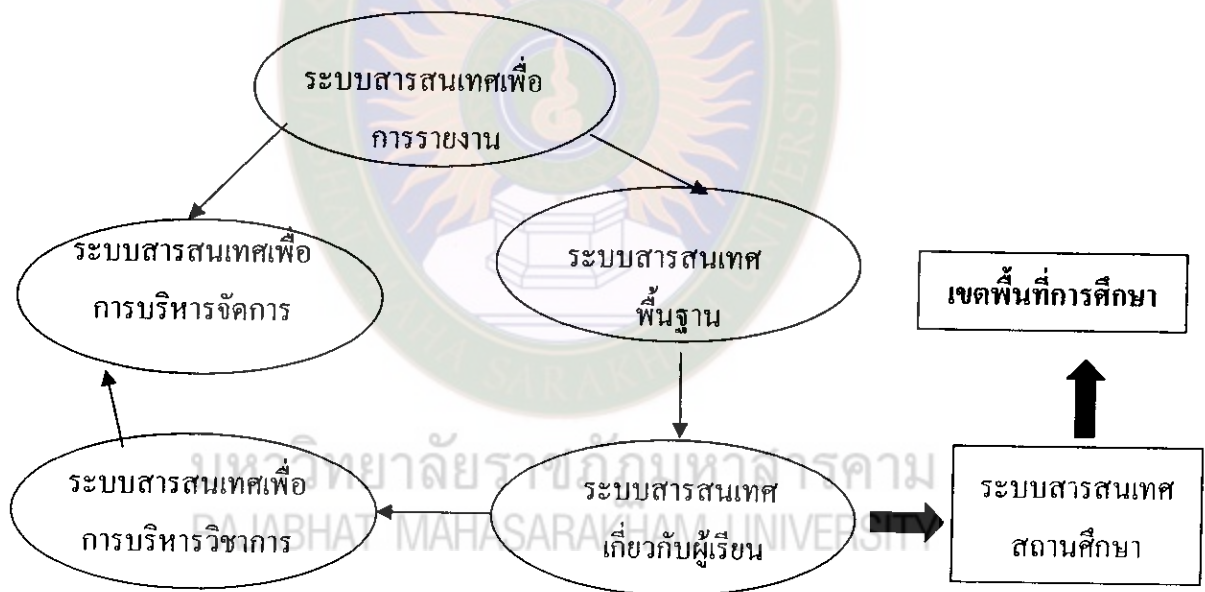 ระบบสารสนเทศเพื่อ
การรายงาน
ระบบสารสนเทศเพื่อ
การบริหารจัดการ
ระบบสารสนเทศ
พื้นฐาน
เขตพื้นที่การศึกษา
ระบบสารสนเทศเพื่อ
การบริหารวิชาการ
ระบบสารสนเทศ
เกี่ยวกับผู้เรียน
ระบบสารสนเทศ
สถานศึกษา
มหาวิทยาลัยราชภัฏมหาสารคาม
RAJABHAT MAHASARAKHAM UNIVERSITY